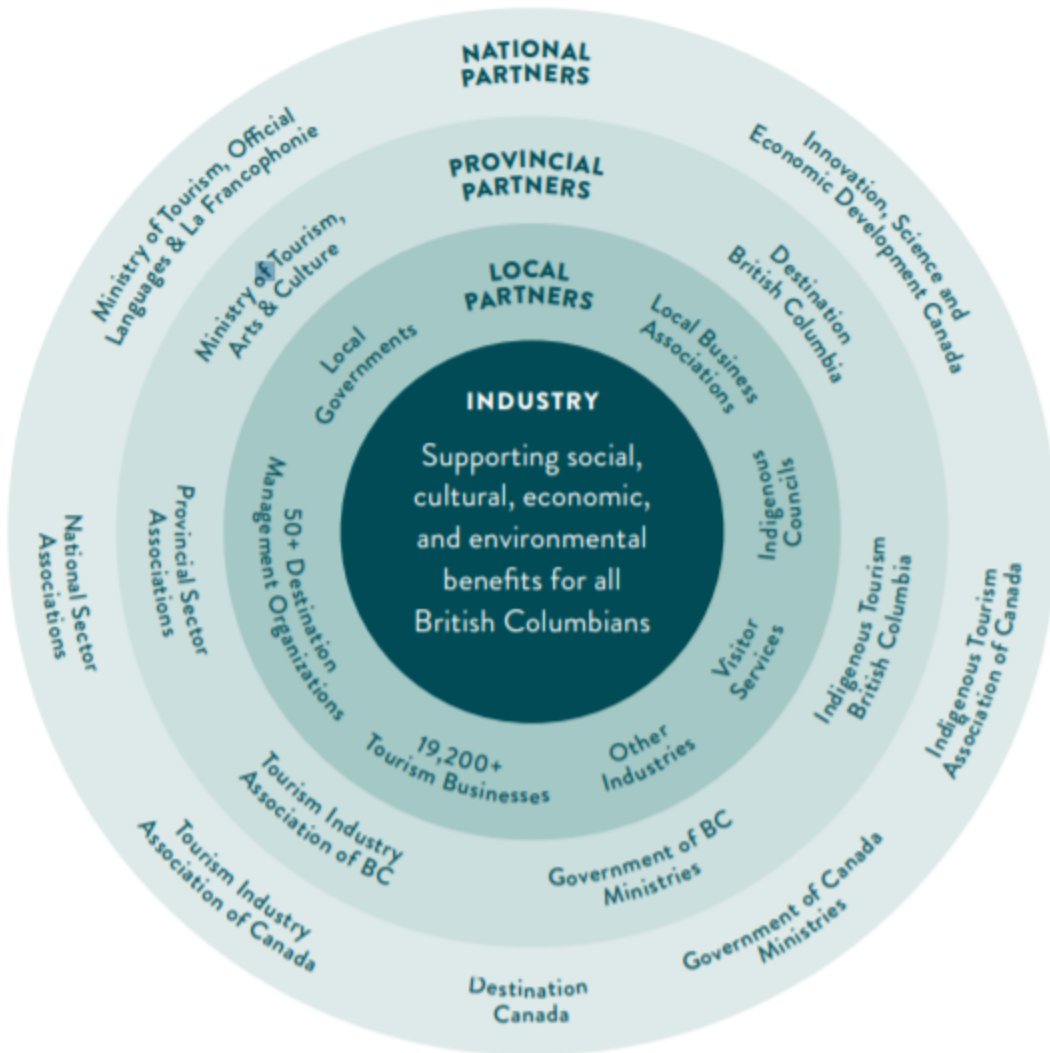 NATIONAL
PARTNERS
Innovation, Science and
Economic Development Canada
Indigenous Tourism
Association of Canada
Government of Canada
Ministries
Destination
Canada
Tourism Industry
Association of Canada
National Sector
Associations
Ministry of Tourism, Official
Languages & La Francophonie
PROVINCIAL
PARTNERS
Destination
British Columbia
Indigenous Tourism
British Columbia
Government of BC
Ministries
Tourism Industry
Association of BC
Provincial Sector
Associations
Ministry of Tourism,
Arts & Culture
LOCAL
PARTNERS
Local Business
Associations
Indigenous
Councils
Visitor
Services
Other
Industries
19,200+
Tourism Businesses
50+ Destination
Management Organizations
Local
Governments
INDUSTRY
Supporting social,
cultural, economic,
and environmental
benefits for all
British Columbians